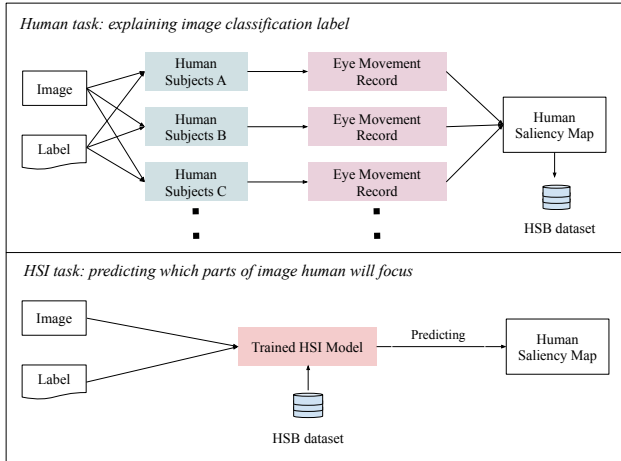 Human task: explaining image classification label
Image
Label
Human
Subjects A
Eye Movement
Record
Human
Subjects B
Eye Movement
Record
Human
Subjects C
Eye Movement
Record
Human
Saliency Map
HSB dataset
HSI task: predicting which parts of image human will focus
Image
Label
Trained HSI Model
Predicting
Human
Saliency Map
HSB dataset